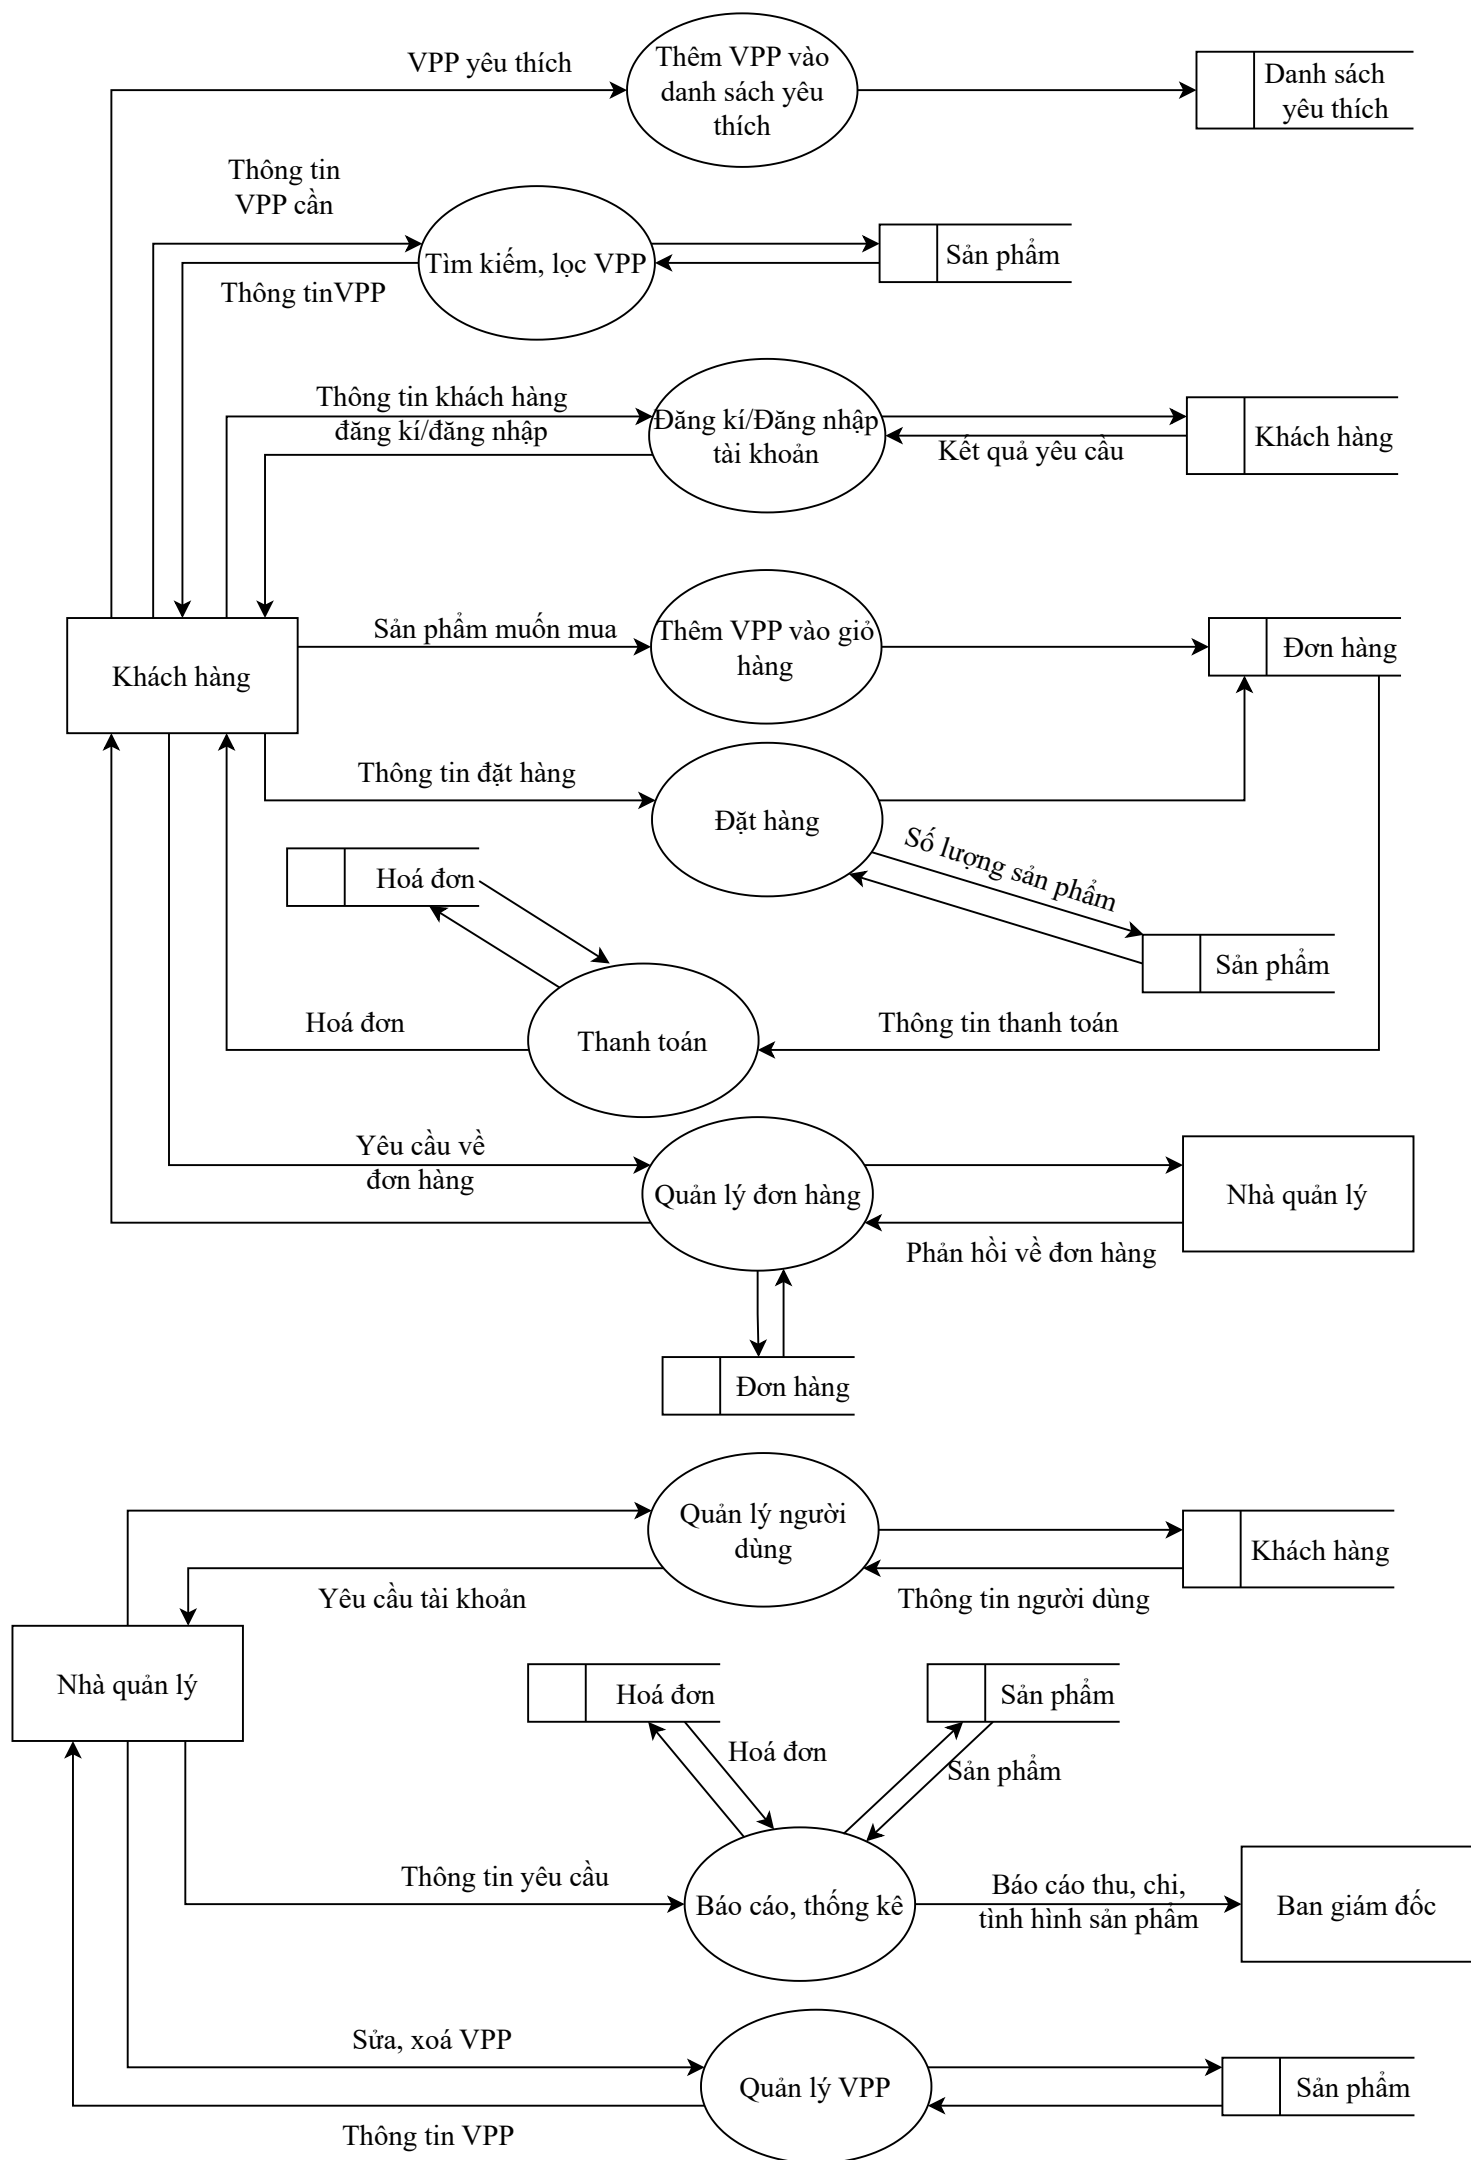 VPP yêu thích
Thêm VPP vào
danh sách yêu
thích
Danh sách
yêu thích
Thông tin
VPP cần
Tìm kiếm, lọc VPP
Sản phẩm
Thông tinVPP
Thông tin khách hàng
đăng kí/đăng nhập
Đăng kí/Đăng nhập
tài khoản
Kết quả yêu cầu
Khách hàng
Khách hàng
Sản phẩm muốn mua
Thêm VPP vào giỏ
hàng
Đơn hàng
Thông tin đặt hàng
Đặt hàng
Số lượng sản phẩm
Hoá đơn
Sản phẩm
Hoá đơn
Thanh toán
Thông tin thanh toán
Yêu cầu về
đơn hàng
Quản lý đơn hàng
Nhà quản lý
Phản hồi về đơn hàng
Đơn hàng
Quản lý người
dùng
Khách hàng
Yêu cầu tài khoản
Thông tin người dùng
Nhà quản lý
Hoá đơn
Sản phẩm
Hoá đơn
Sản phẩm
Thông tin yêu cầu
Báo cáo, thống kê
Báo cáo thu, chi,
tình hình sản phẩm
Ban giám đốc
Sửa, xoá VPP
Quản lý VPP
Sản phẩm
Thông tin VPP